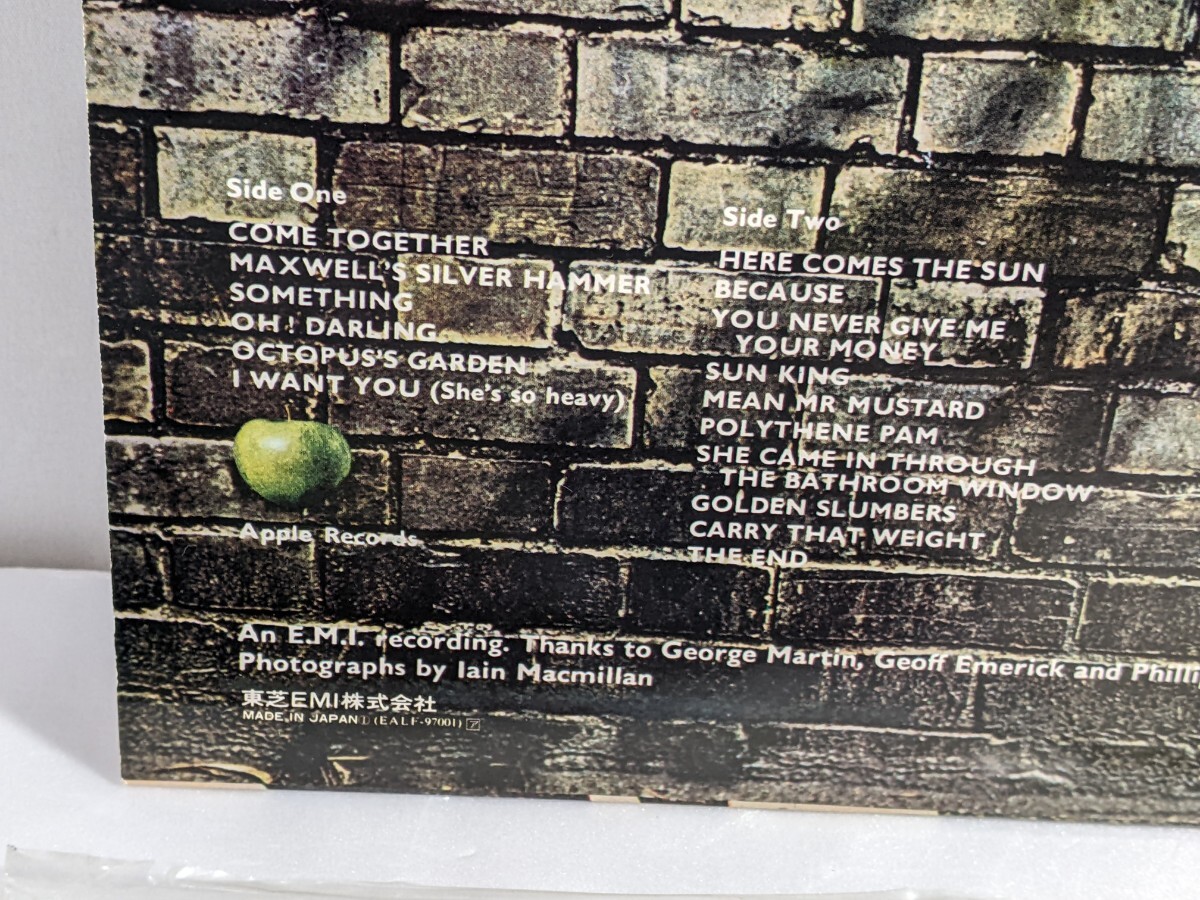 Side One
COME TOGETHER
MAXWELL'S SILVER HAMMER
SOMETHING
OH! DARLING
OCTOPUS'S GARDEN
I WANT YOU (She's so heavy)
Apple Records
Side Two
HERE COMES THE SUN
BECAUSE
YOU NEVER GIVE ME
YOUR MONEY
SUN KING
MEAN MR MUSTARD
POLYTHENE PAM
SHE CAME IN THROUGH
THE BATHROOM WINDOW
GOLDEN SLUMBERS
CARRY THAT WEIGHT
THE END
An E.M.I. recording. Thanks to George Martin, Geoff Emerick and Philli
Photographs by Iain Macmillan
東芝EMI株式会社
MADE IN JAPAN① (EALF-97001) ア